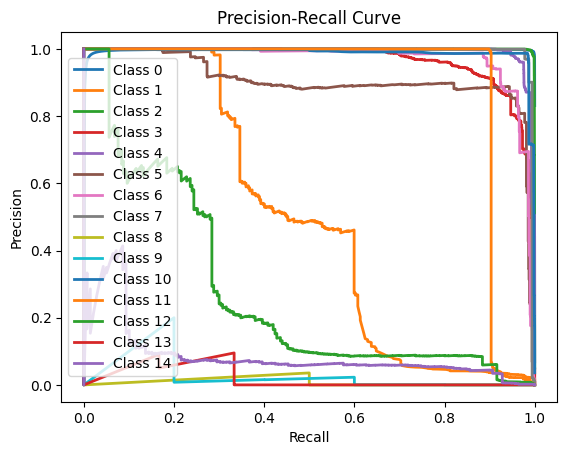 Precision-Recall Curve
1.0
0.8
0.6
0.4
0.2
0.0
Precision
Class 0
Class 1
Class 2
Class 3
Class 4
Class 5
Class 6
Class 7
Class 8
Class 9
Class 10
Class 11
Class 12
Class 13
Class 14
0.0 0.2 0.4 0.6 0.8 1.0
Recall